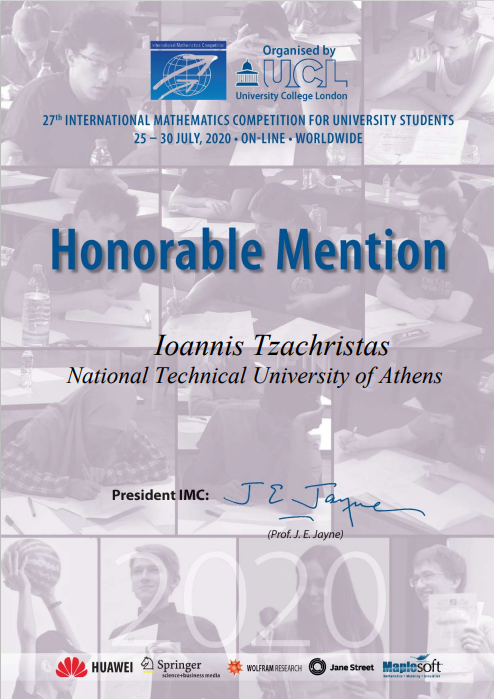 International Mathematics Competition
Organised by
UCL
University College London
27th INTERNATIONAL MATHEMATICS COMPETITION FOR UNIVERSITY STUDENTS
25 – 30 JULY, 2020 • ON-LINE • WORLDWIDE
Honorable Mention
Ioannis Tzachristas
National Technical University of Athens
President IMC: J E Jayne
(Prof. J. E. Jayne)
2020
HUAWEI Springer WOLFRAM RESEARCH Jane Street Maplesoft
science+business media